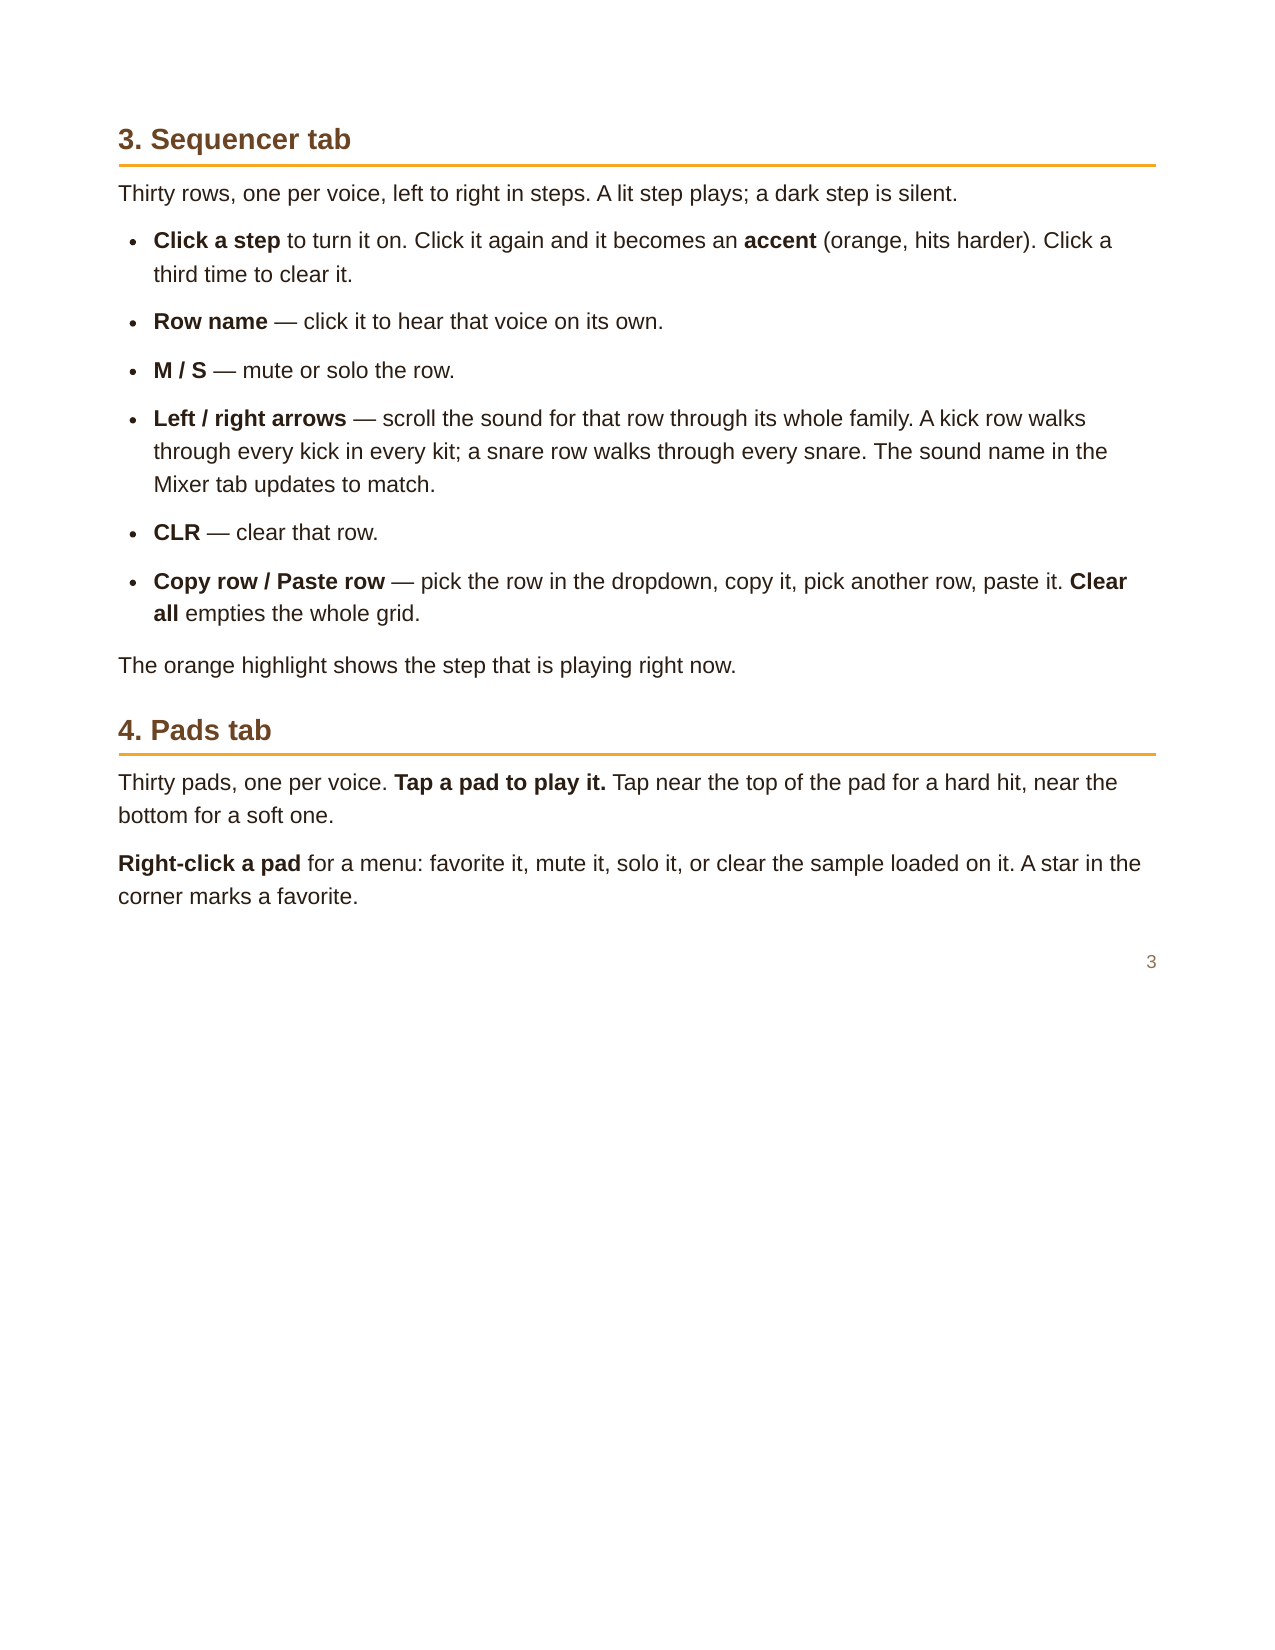 3. Sequencer tab
Thirty rows, one per voice, left to right in steps. A lit step plays; a dark step is silent.
• Click a step to turn it on. Click it again and it becomes an accent (orange, hits harder). Click a
third time to clear it.
• Row name — click it to hear that voice on its own.
• M / S — mute or solo the row.
• Left / right arrows — scroll the sound for that row through its whole family. A kick row walks
through every kick in every kit; a snare row walks through every snare. The sound name in the
Mixer tab updates to match.
• CLR — clear that row.
• Copy row / Paste row — pick the row in the dropdown, copy it, pick another row, paste it. Clear
all empties the whole grid.
The orange highlight shows the step that is playing right now.
4. Pads tab
Thirty pads, one per voice. Tap a pad to play it. Tap near the top of the pad for a hard hit, near the
bottom for a soft one.
Right-click a pad for a menu: favorite it, mute it, solo it, or clear the sample loaded on it. A star in the
corner marks a favorite.
3